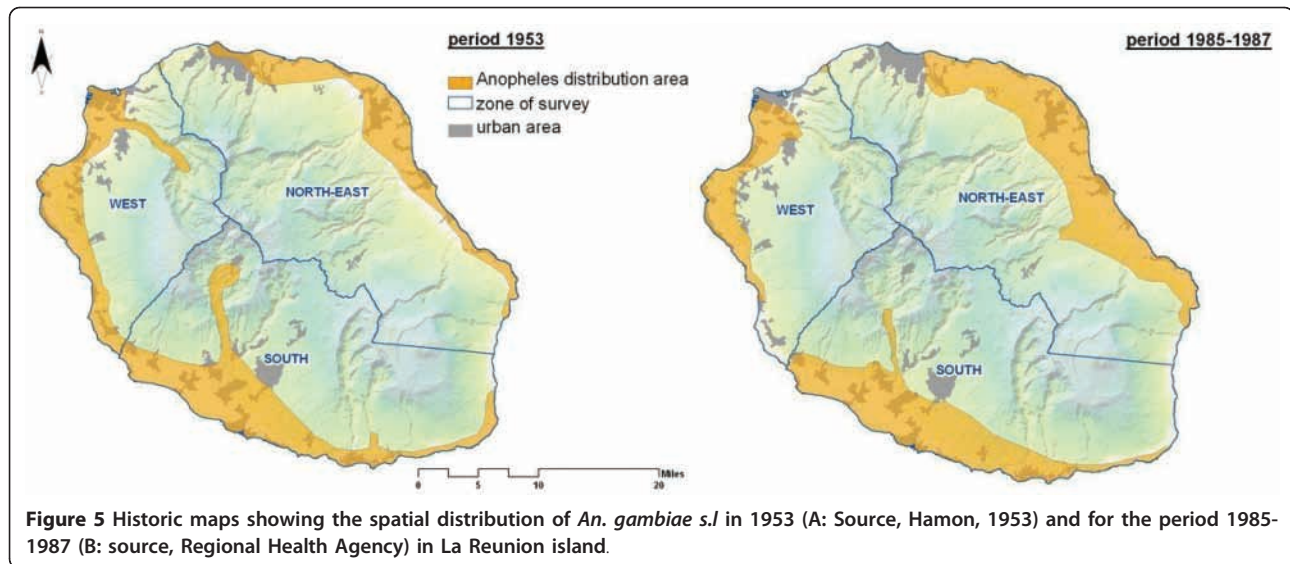 period 1953
Anopheles distribution area
zone of survey
urban area
NORTH-EAST
WEST
SOUTH
Miles
0 5 10 20
period 1985-1987
NORTH-EAST
WEST
SOUTH
Figure 5 Historic maps showing the spatial distribution of An. gambiae s.l in 1953 (A: Source, Hamon, 1953) and for the period 1985-
1987 (B: source, Regional Health Agency) in La Reunion island.